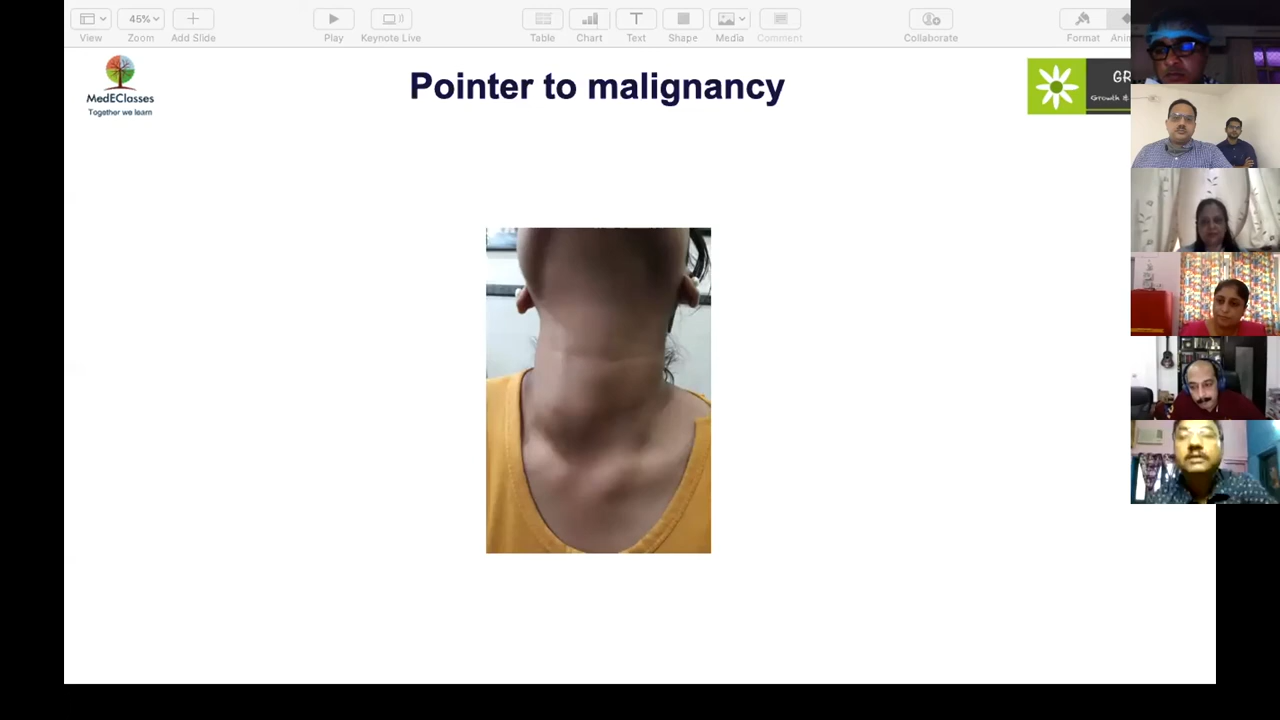 45%
View
Zoom
Add Slide
Play
Keynote Live
Table
Chart
Text
Shape
Media
Comment
Collaborate
Format
MedEClasses
Together we learn
Pointer to malignancy
Growth &